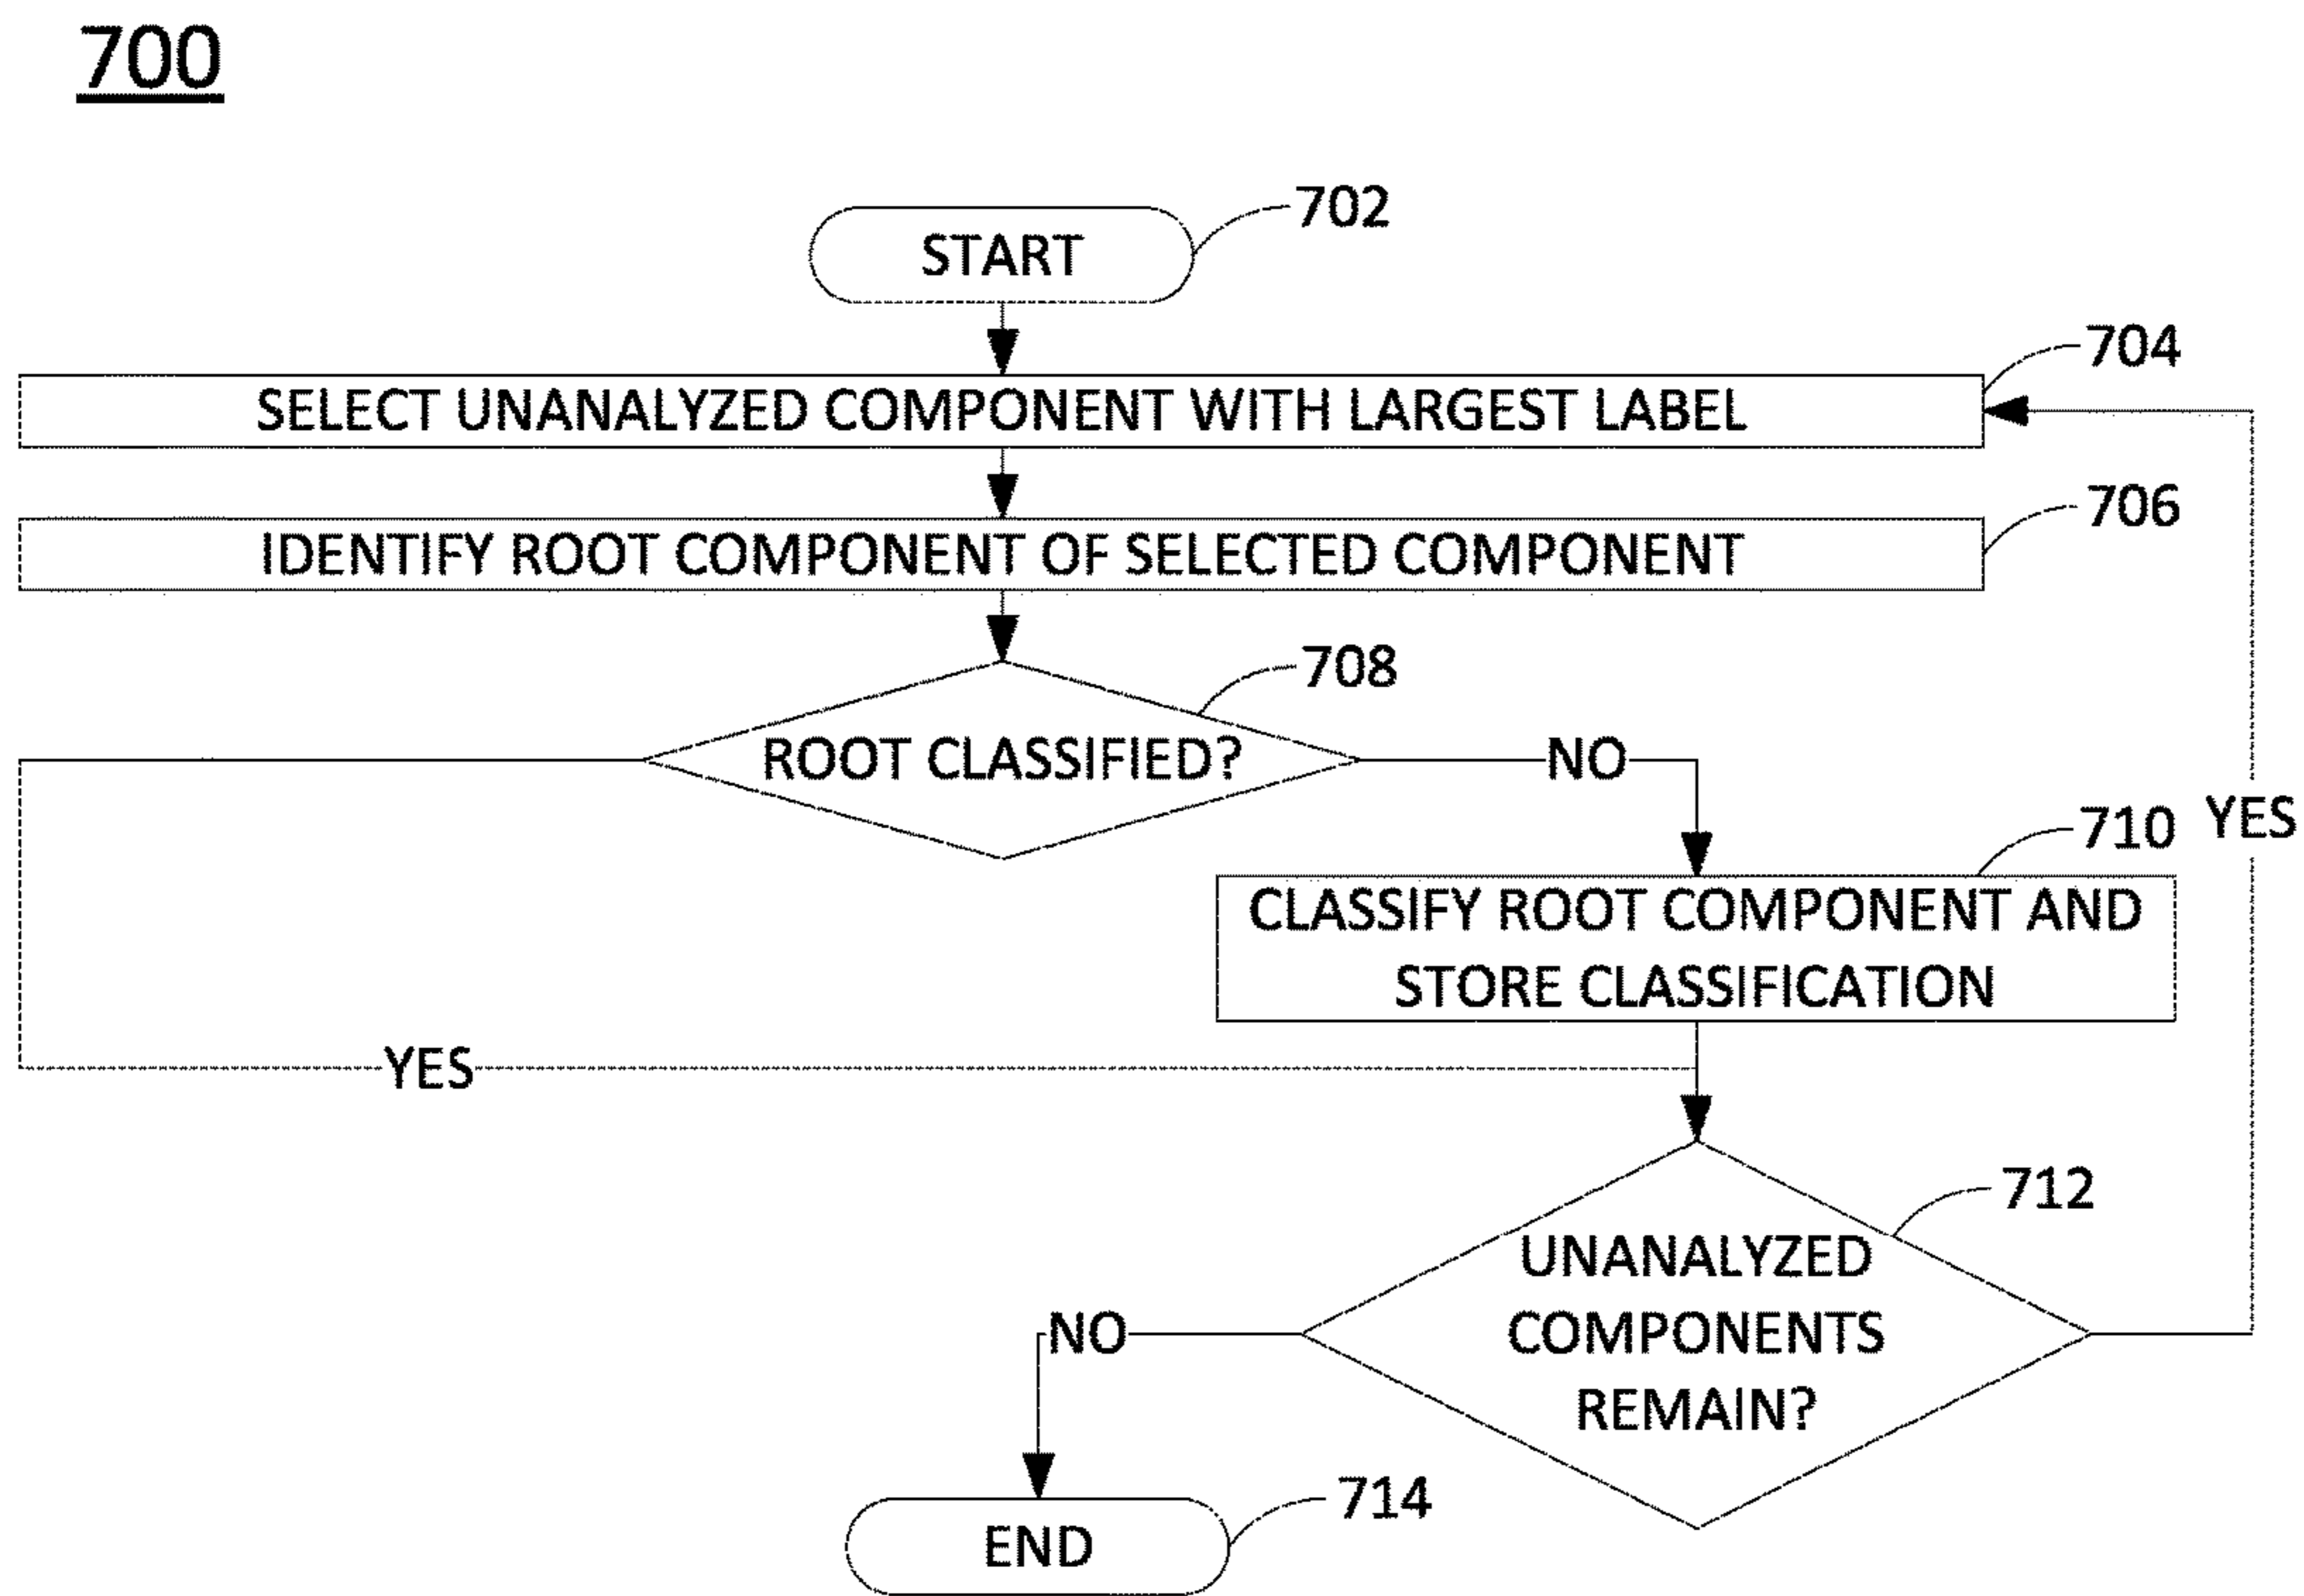 700
702
START
704
SELECT UNANALYZED COMPONENT WITH LARGEST LABEL
706
IDENTIFY ROOT COMPONENT OF SELECTED COMPONENT
708
ROOT CLASSIFIED?
NO
710
YES
CLASSIFY ROOT COMPONENT AND
STORE CLASSIFICATION
YES
712
UNANALYZED
COMPONENTS
REMAIN?
NO
714
END